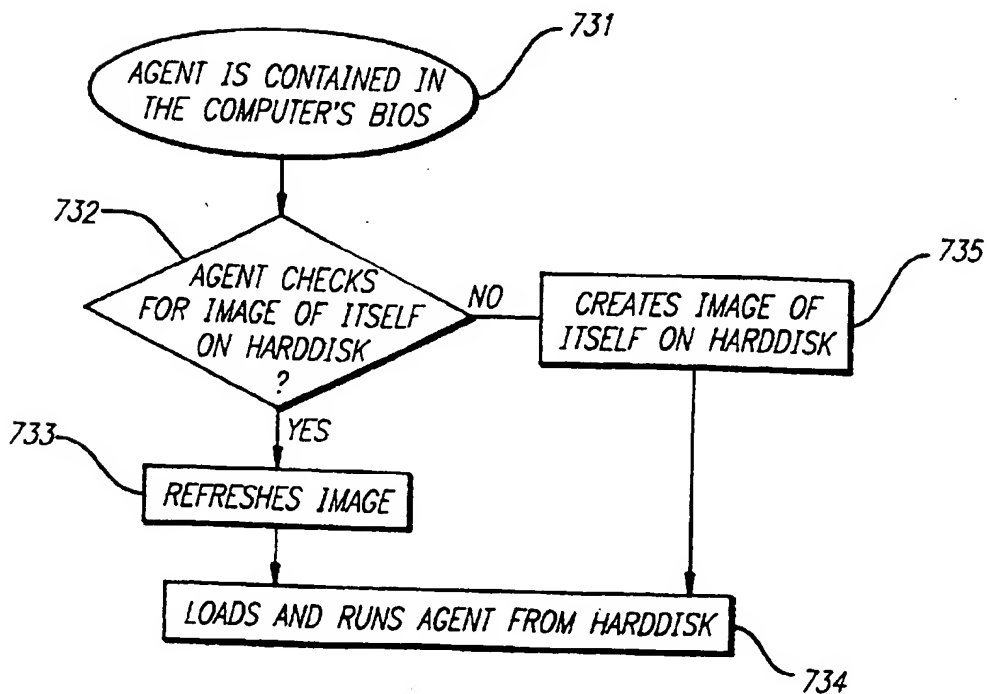 731
AGENT IS CONTAINED IN
THE COMPUTER'S BIOS
732
AGENT CHECKS
FOR IMAGE OF ITSELF
ON HARDDISK
?
NO
735
CREATES IMAGE OF
ITSELF ON HARDDISK
YES
733
REFRESHES IMAGE
LOADS AND RUNS AGENT FROM HARDDISK
734